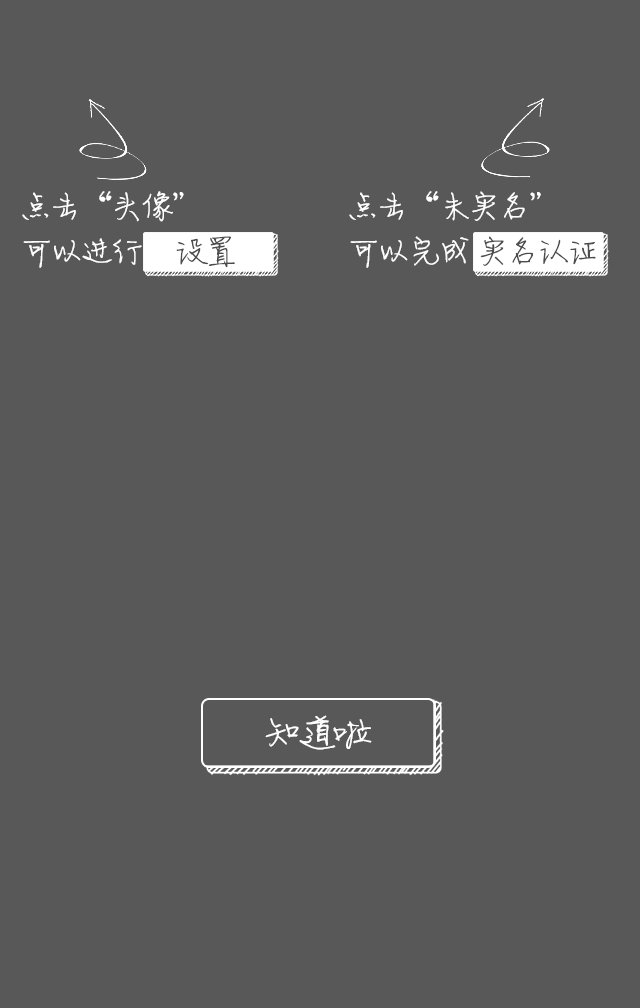 点击“头像”
可以进行 设置
点击“未实名”
可以完成 实名认证
知道啦